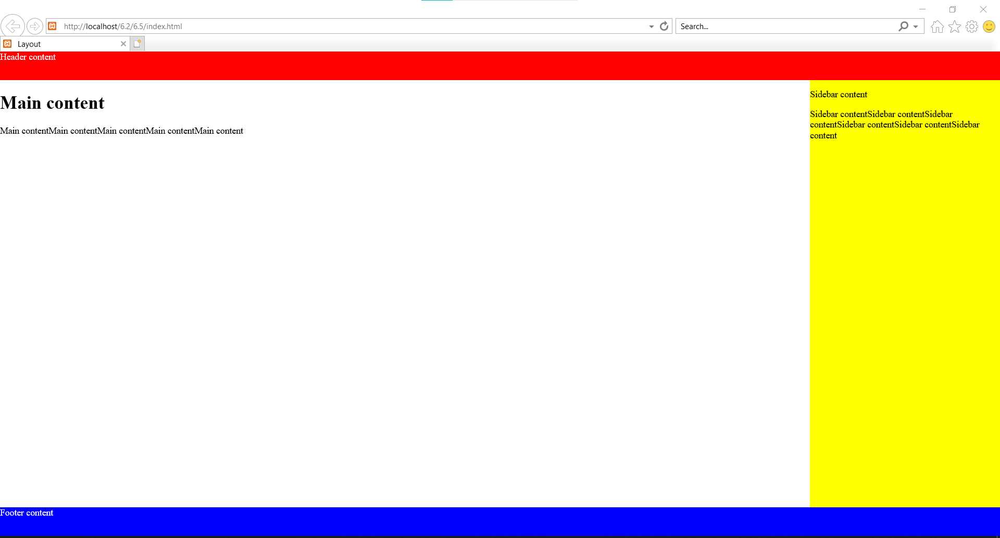 http://localhost/6.2/6.5/index.html
Search...
Layout
Header content
Main content
Main contentMain contentMain contentMain contentMain content
Sidebar content
Sidebar contentSidebar contentSidebar
contentSidebar contentSidebar contentSidebar
content
Footer content